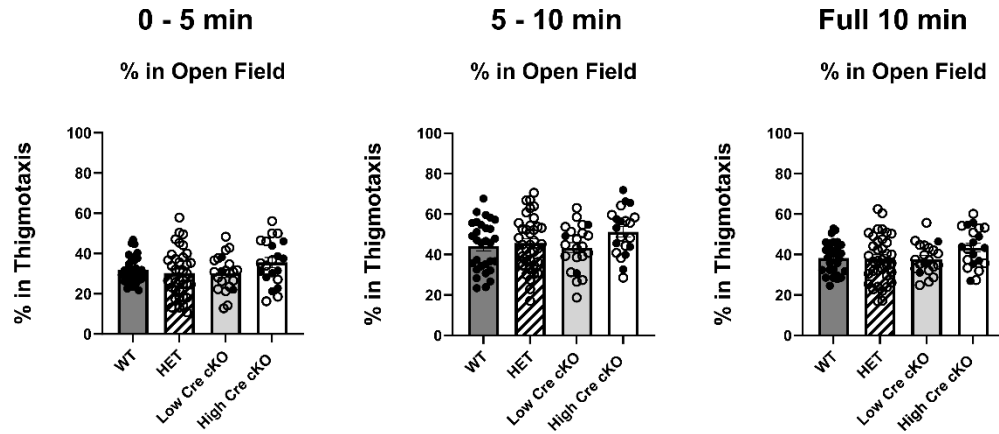 0 - 5 min
% in Open Field
% in Thigmotaxis
100
80
60
40
20
0
WT
HET
Low Cre cKO
High Cre cKO
5 - 10 min
% in Open Field
% in Thigmotaxis
100
80
60
40
20
0
WT
HET
Low Cre cKO
High Cre cKO
Full 10 min
% in Open Field
% in Thigmotaxis
100
80
60
40
20
0
WT
HET
Low Cre cKO
High Cre cKO